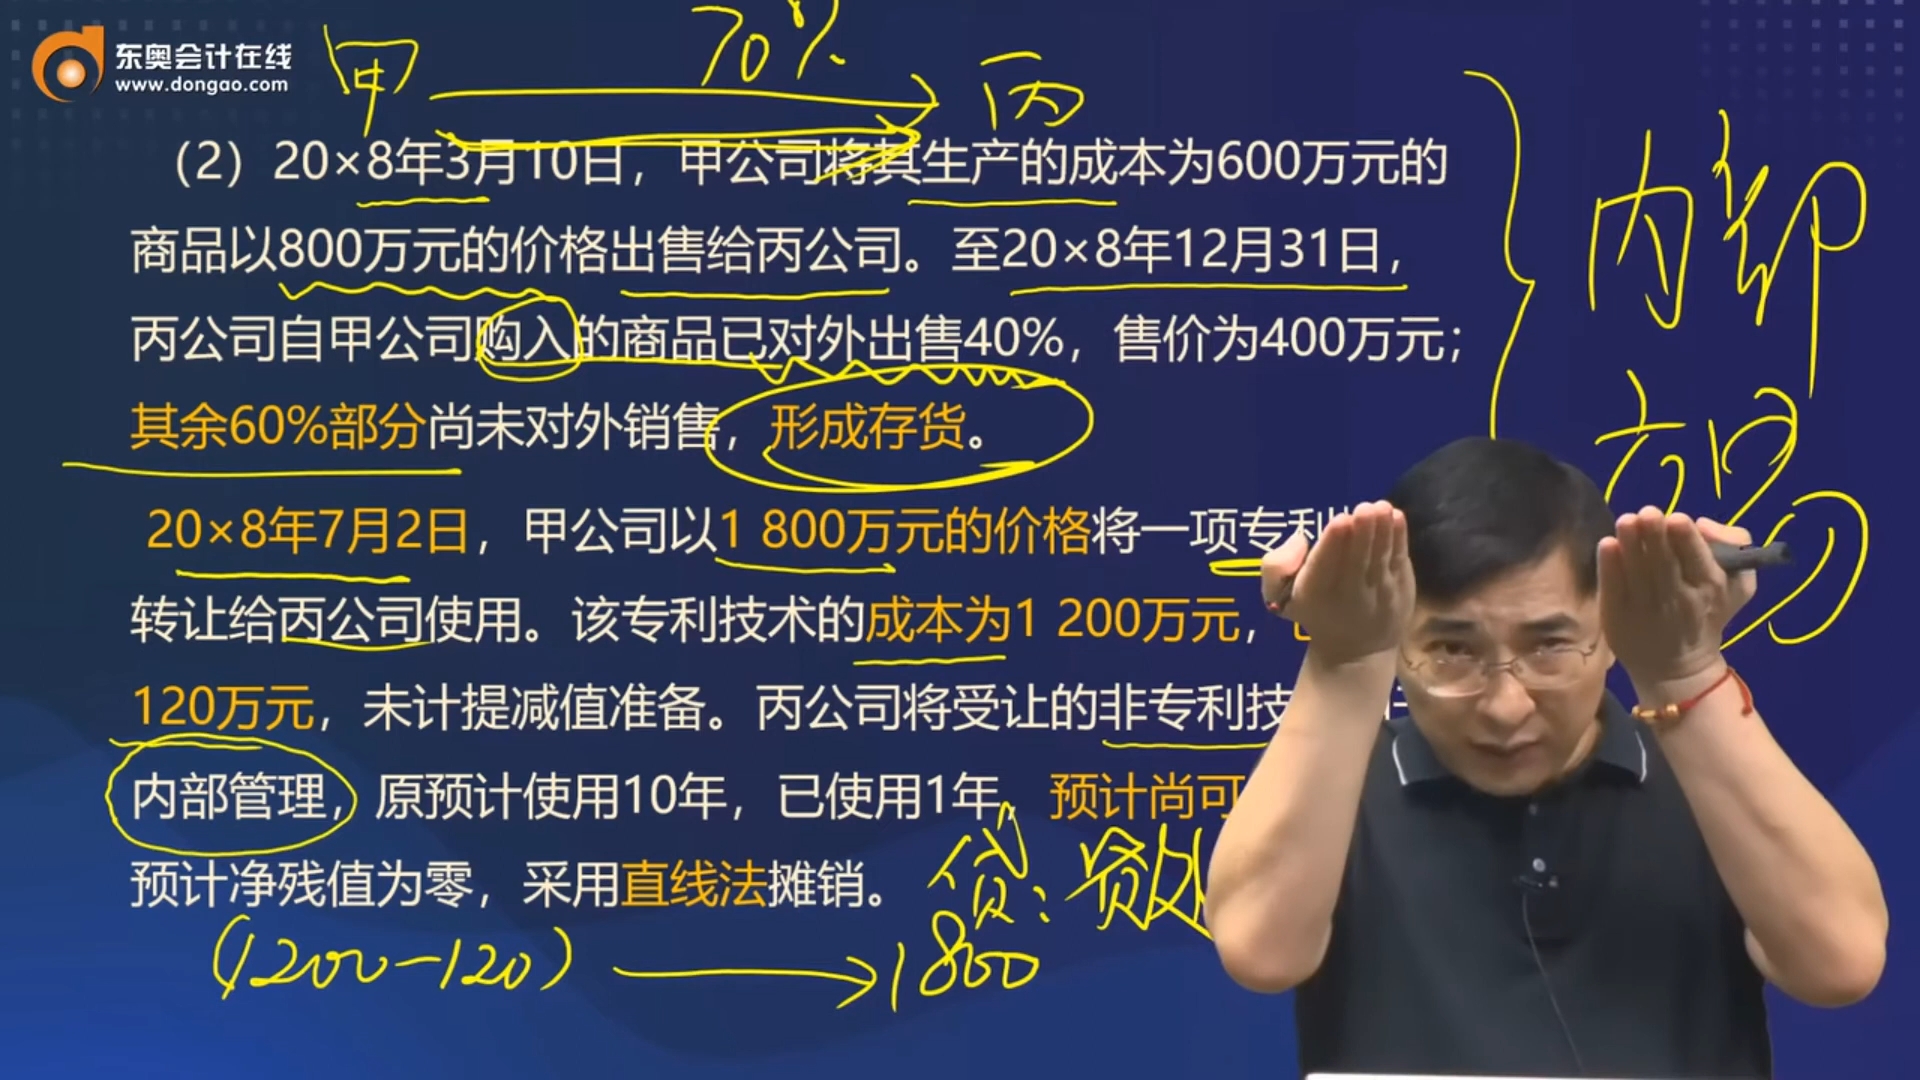 东奥会计在线
www.dongao.com
甲 70% 丙
（2）20×8年3月10日，甲公司将其生产的成本为600万元的
商品以800万元的价格出售给丙公司。至20×8年12月31日，
丙公司自甲公司购入的商品已对外出售40%，售价为400万元；
其余60%部分尚未对外销售，形成存货。
20×8年7月2日，甲公司以1 800万元的价格将一项专利
转让给丙公司使用。该专利技术的成本为1 200万元，
120万元，未计提减值准备。丙公司将受让的非专利技
内部管理，原预计使用10年，已使用1年，预计尚可
预计净残值为零，采用直线法摊销。
贷：资处
(1200-120) 1800
内部
交易